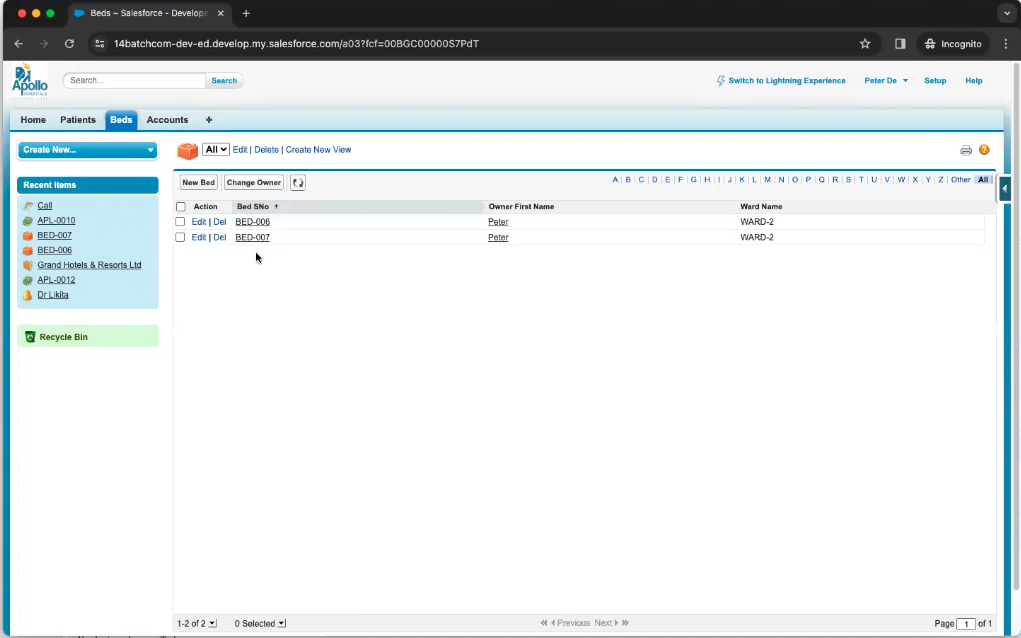 Beds ~ Salesforce - Develope
14batchcom-dev-ed.develop.my.salesforce.com/a03?fcf=00BGC00000S7PdT
Incognito
Apollo
HOSPITALS
Search...
Search
Switch to Lightning Experience
Peter De
Setup
Help
Home
Patients
Beds
Accounts
+
Create New...
All
Edit | Delete | Create New View
Recent Items
Call
APL-0010
BED-007
BED-006
Grand Hotels & Resorts Ltd
APL-0012
Dr Likita
Recycle Bin
New Bed
Change Owner
A | B | C | D | E | F | G | H | I | J | K | L | M | N | O | P | Q | R | S | T | U | V | W | X | Y | Z | Other | All
Action Bed SNo ↑ Owner First Name Ward Name
Edit | Del BED-006 Peter WARD-2
Edit | Del BED-007 Peter WARD-2
1-2 of 2
0 Selected
Previous Next
Page 1 of 1